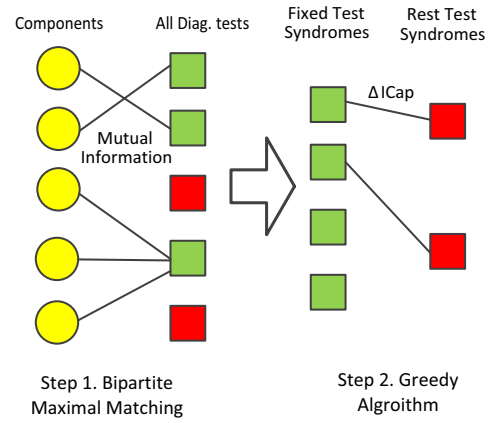 Components
All Diag. tests
Fixed Test
Syndromes
Rest Test
Syndromes
Mutual
Information
Δ ICap
Step 1. Bipartite
Maximal Matching
Step 2. Greedy
Algroithm